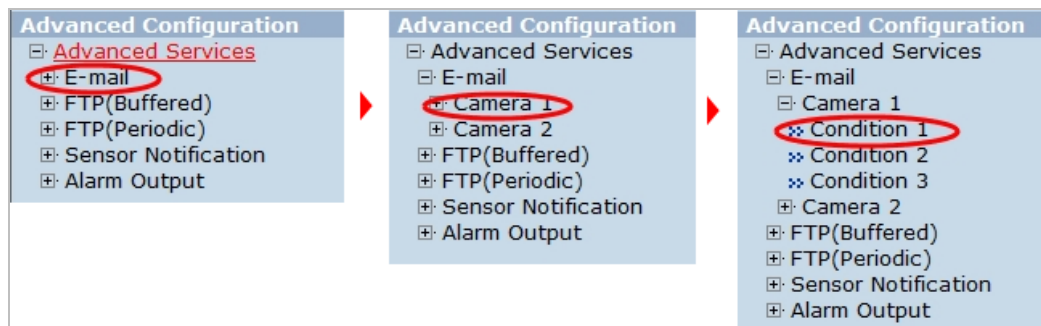 Advanced Configuration
Advanced Services
E-mail
FTP(Buffered)
FTP(Periodic)
Sensor Notification
Alarm Output
Advanced Configuration
Advanced Services
E-mail
Camera 1
Camera 2
FTP(Buffered)
FTP(Periodic)
Sensor Notification
Alarm Output
Advanced Configuration
Advanced Services
E-mail
Camera 1
Condition 1
Condition 2
Condition 3
Camera 2
FTP(Buffered)
FTP(Periodic)
Sensor Notification
Alarm Output